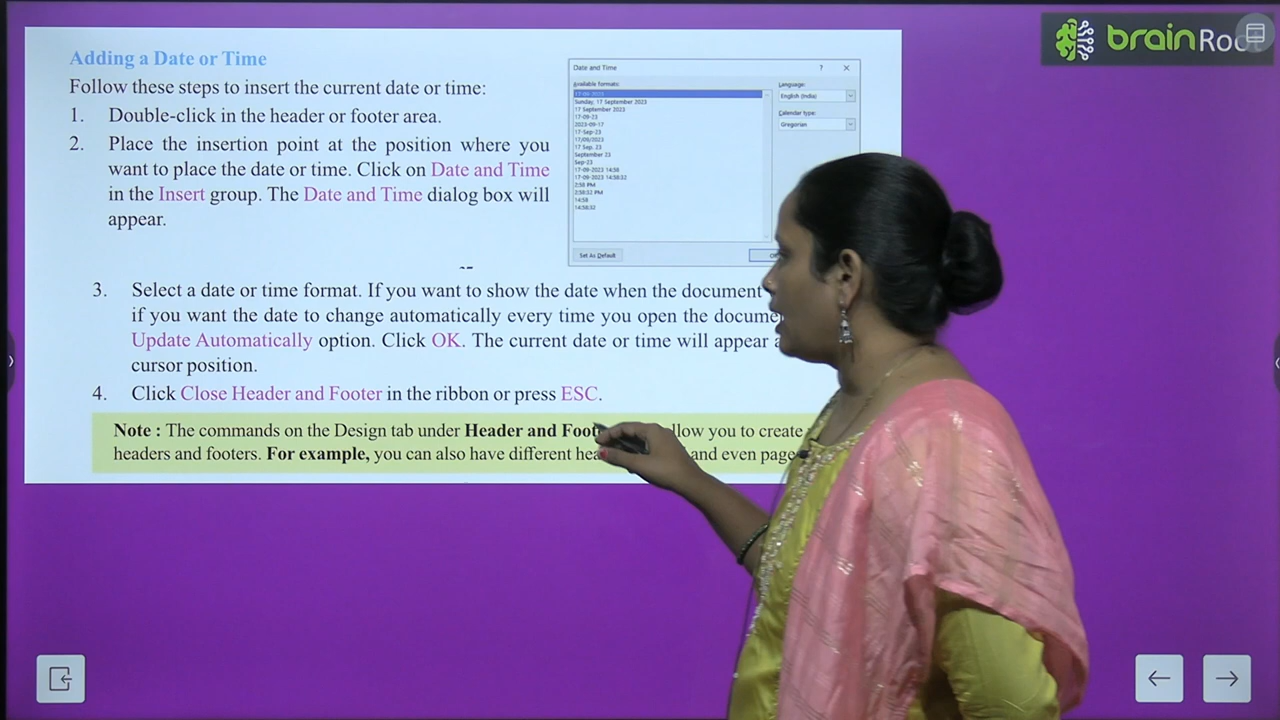 brainRoot
Adding a Date or Time
Follow these steps to insert the current date or time:
1. Double-click in the header or footer area.
2. Place the insertion point at the position where you
want to place the date or time. Click on Date and Time
in the Insert group. The Date and Time dialog box will
appear.
Date and Time ? ×
Available formats:
17-09-2023
Sunday, 17 September 2023
17 September 2023
17-09-23
2023-09-17
17-Sep-23
17/09/2023
17 Sep. 23
September 23
Sep-23
17-09-2023 14:58
17-09-2023 14:58:32
2:58 PM
2:58:32 PM
14:58
14:58:32
Language:
English (India)
Calendar type:
Gregorian
Set As Default
3. Select a date or time format. If you want to show the date when the document
if you want the date to change automatically every time you open the
Update Automatically option. Click OK. The current date or time will appear
cursor position.
4. Click Close Header and Footer in the ribbon or press ESC.
Note : The commands on the Design tab under Header and allow you to create
headers and footers. For example, you can also have different and even page